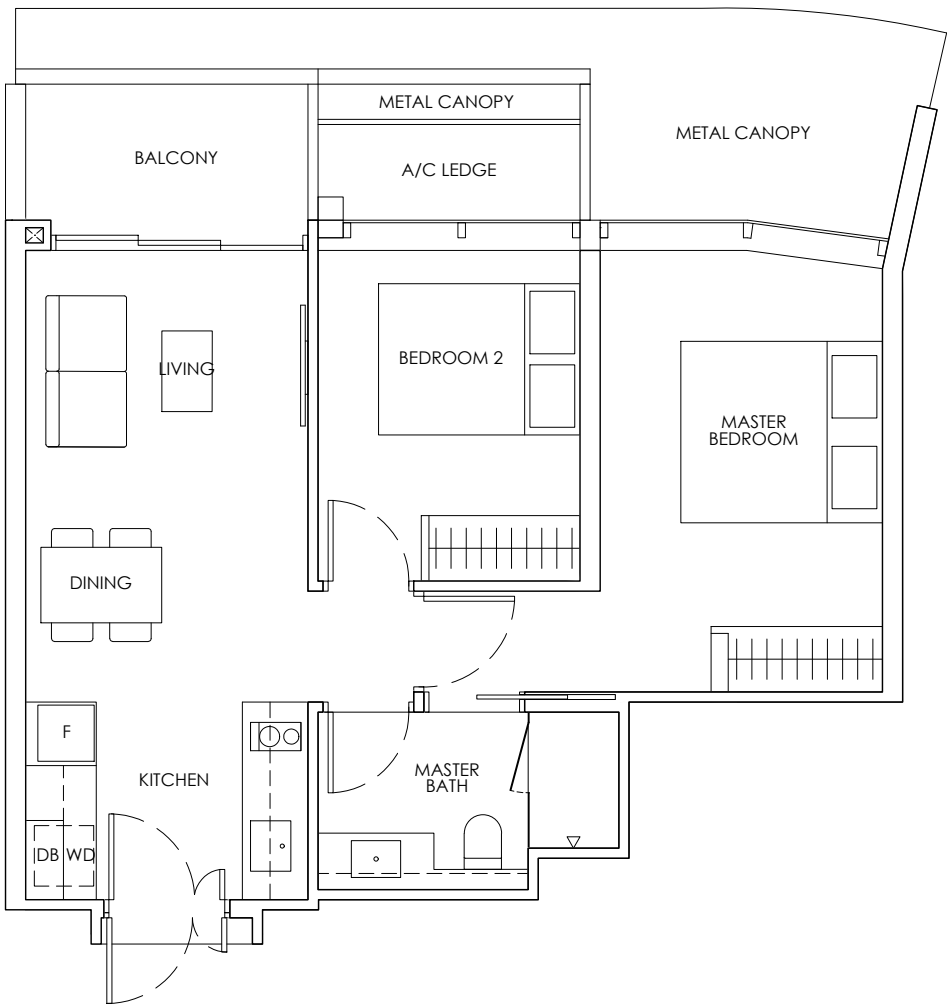 METAL CANOPY
METAL CANOPY
BALCONY
A/C LEDGE
BEDROOM 2
LIVING
MASTER
BEDROOM
DINING
F
KITCHEN
MASTER
BATH
DB WD